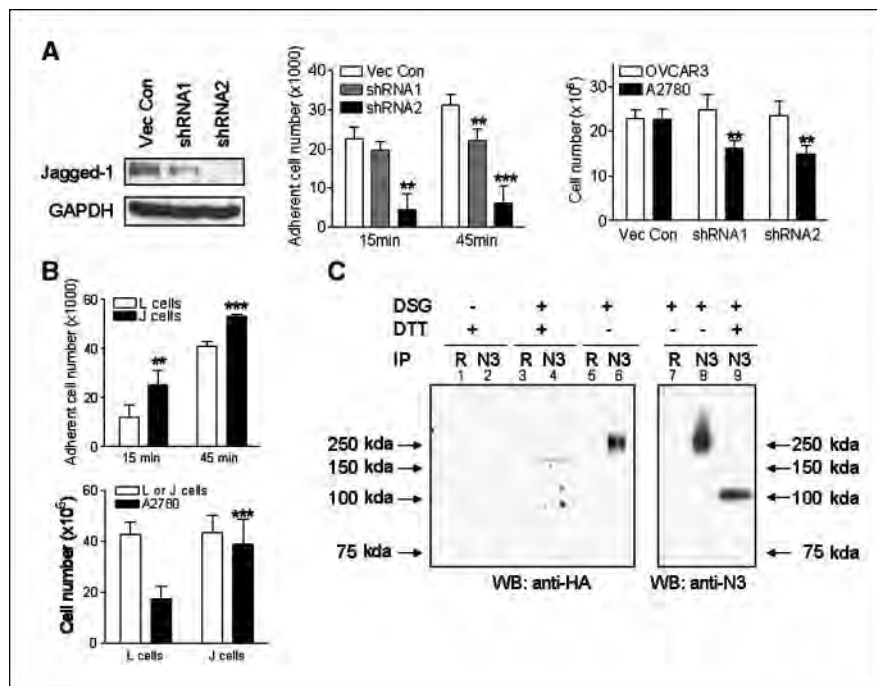 A
Vec Con
shRNA1
shRNA2
Jagged-1
GAPDH
Adherent cell number (x1000)
40
30
20
10
0
Vec Con
shRNA1
shRNA2
**
**
***
15min
45min
Cell number (x10⁶)
30
20
10
0
OVCAR3
A2780
**
**
Vec Con shRNA1 shRNA2
B
Adherent cell number (x1000)
60
40
20
0
L cells
J cells
**
***
15 min
45 min
Cell number (x10⁶)
60
40
20
0
L or J cells
A2780
***
L cells
J cells
C
DSG - + + + + +
DTT + + - - - +
IP R N3 R N3 R N3 R N3 N3
1 2 3 4 5 6 7 8 9
250 kda
150 kda
100 kda
75 kda
250 kda
150 kda
100 kda
75 kda
WB: anti-HA
WB: anti-N3